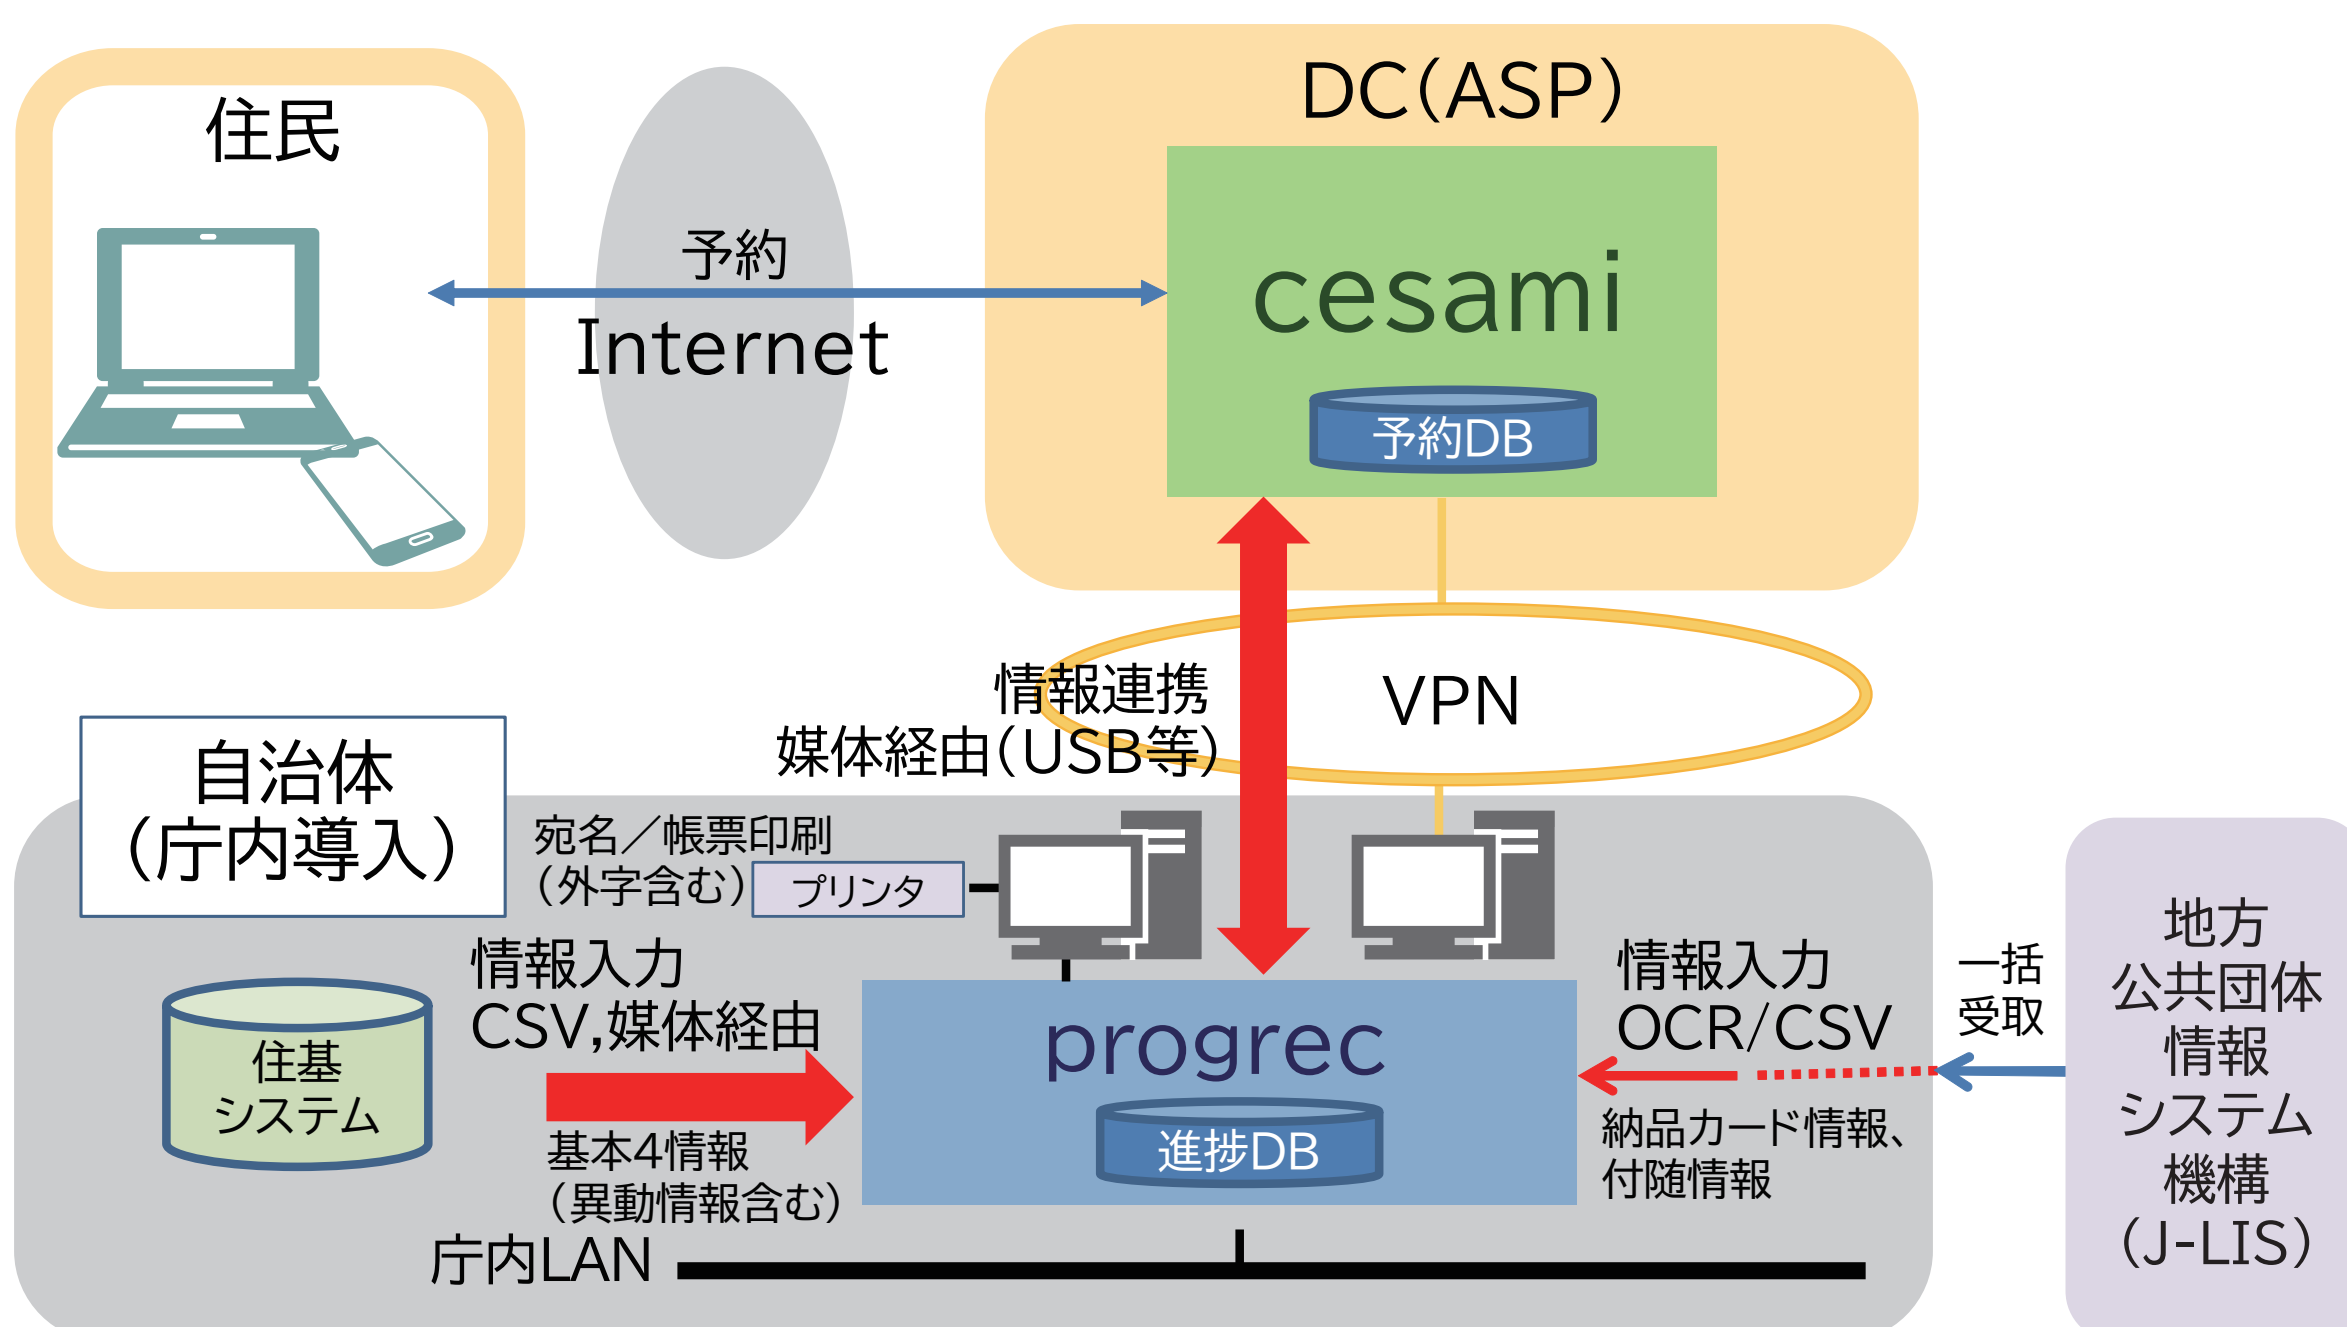 住民
予約
Internet
DC（ASP）
cesami
予約DB
情報連携
媒体経由（USB等）
VPN
自治体
（庁内導入）
宛名／帳票印刷
（外字含む）
プリンタ
情報入力
CSV,媒体経由
住基
システム
基本4情報
（異動情報含む）
progrec
進捗DB
情報入力
OCR/CSV
納品カード情報、
付随情報
一括
受取
地方
公共団体
情報
システム
機構
（J-LIS）
庁内LAN